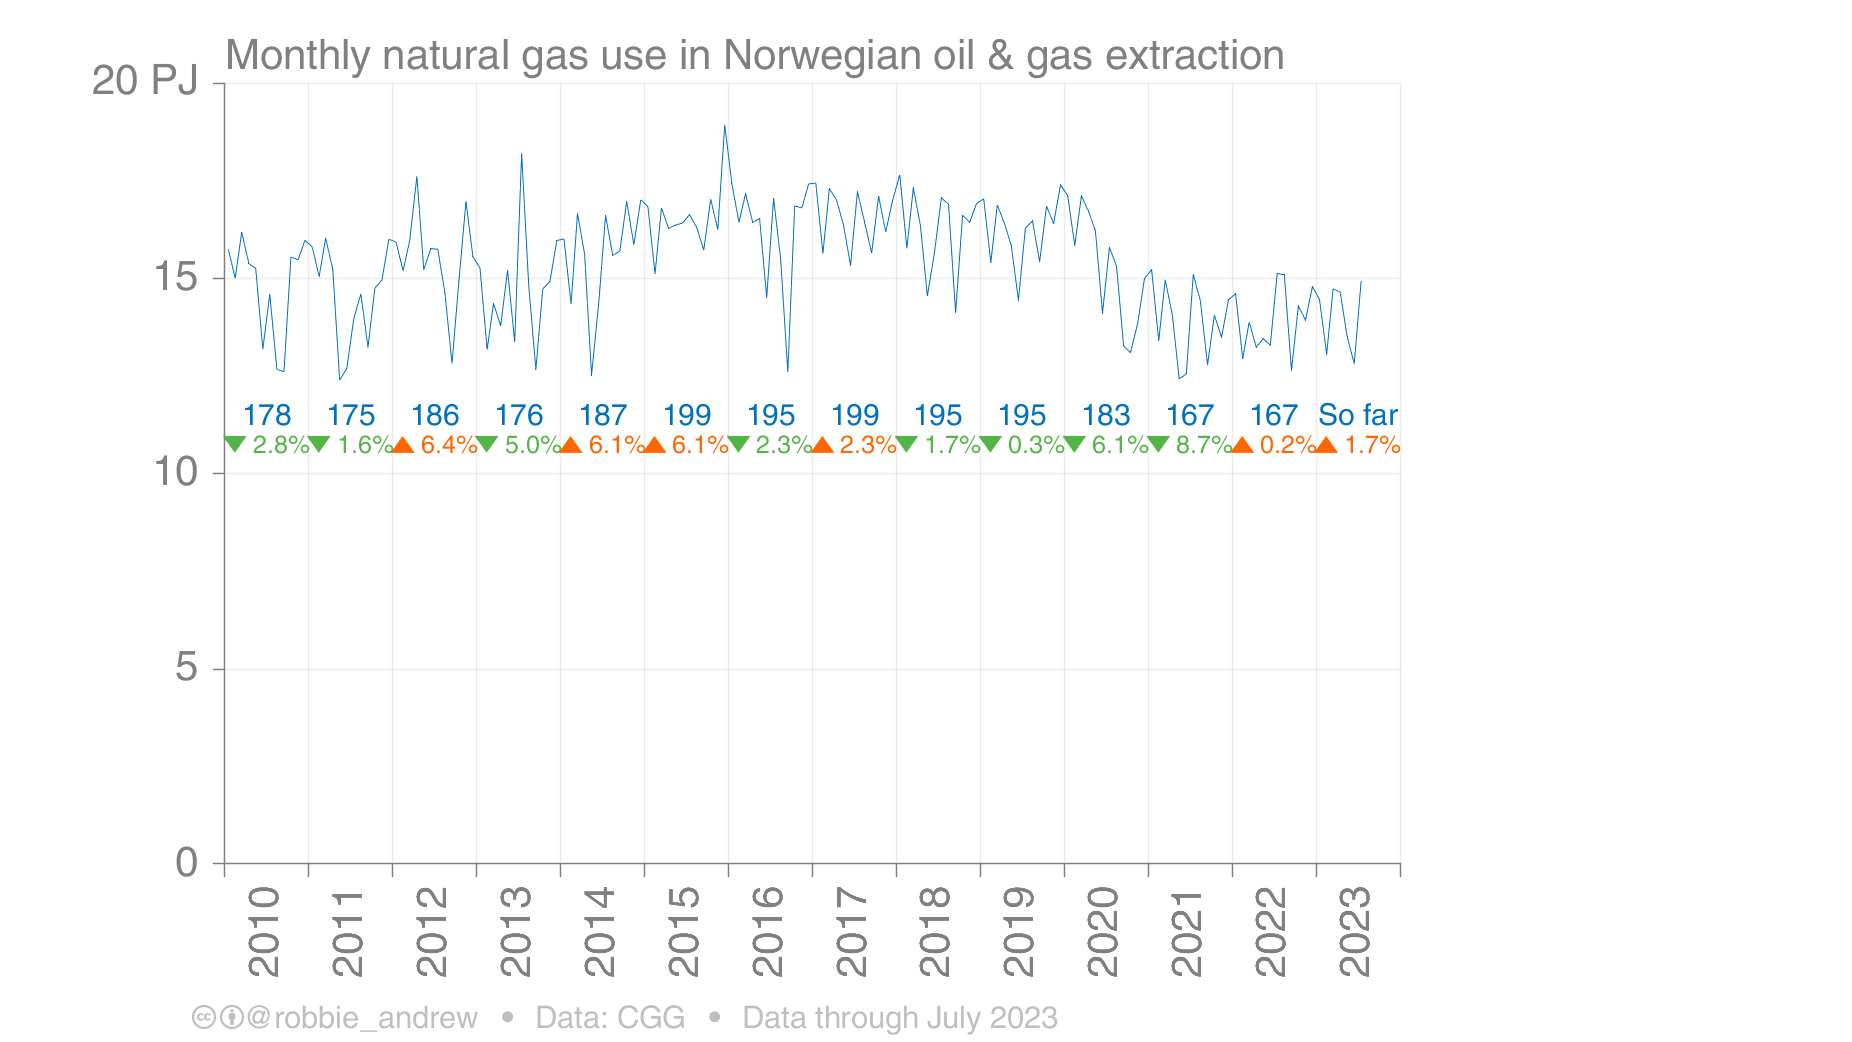 Monthly natural gas use in Norwegian oil & gas extraction
20 PJ
15
178 175 186 176 187 199 195 199 195 195 183 167 167 So far
▼ 2.8% ▼ 1.6% ▲ 6.4% ▼ 5.0% ▲ 6.1% ▲ 6.1% ▼ 2.3% ▲ 2.3% ▼ 1.7% ▼ 0.3% ▼ 6.1% ▼ 8.7% ▲ 0.2% ▲ 1.7%
10
5
0
2010 2011 2012 2013 2014 2015 2016 2017 2018 2019 2020 2021 2022 2023
@robbie_andrew • Data: CGG • Data through July 2023